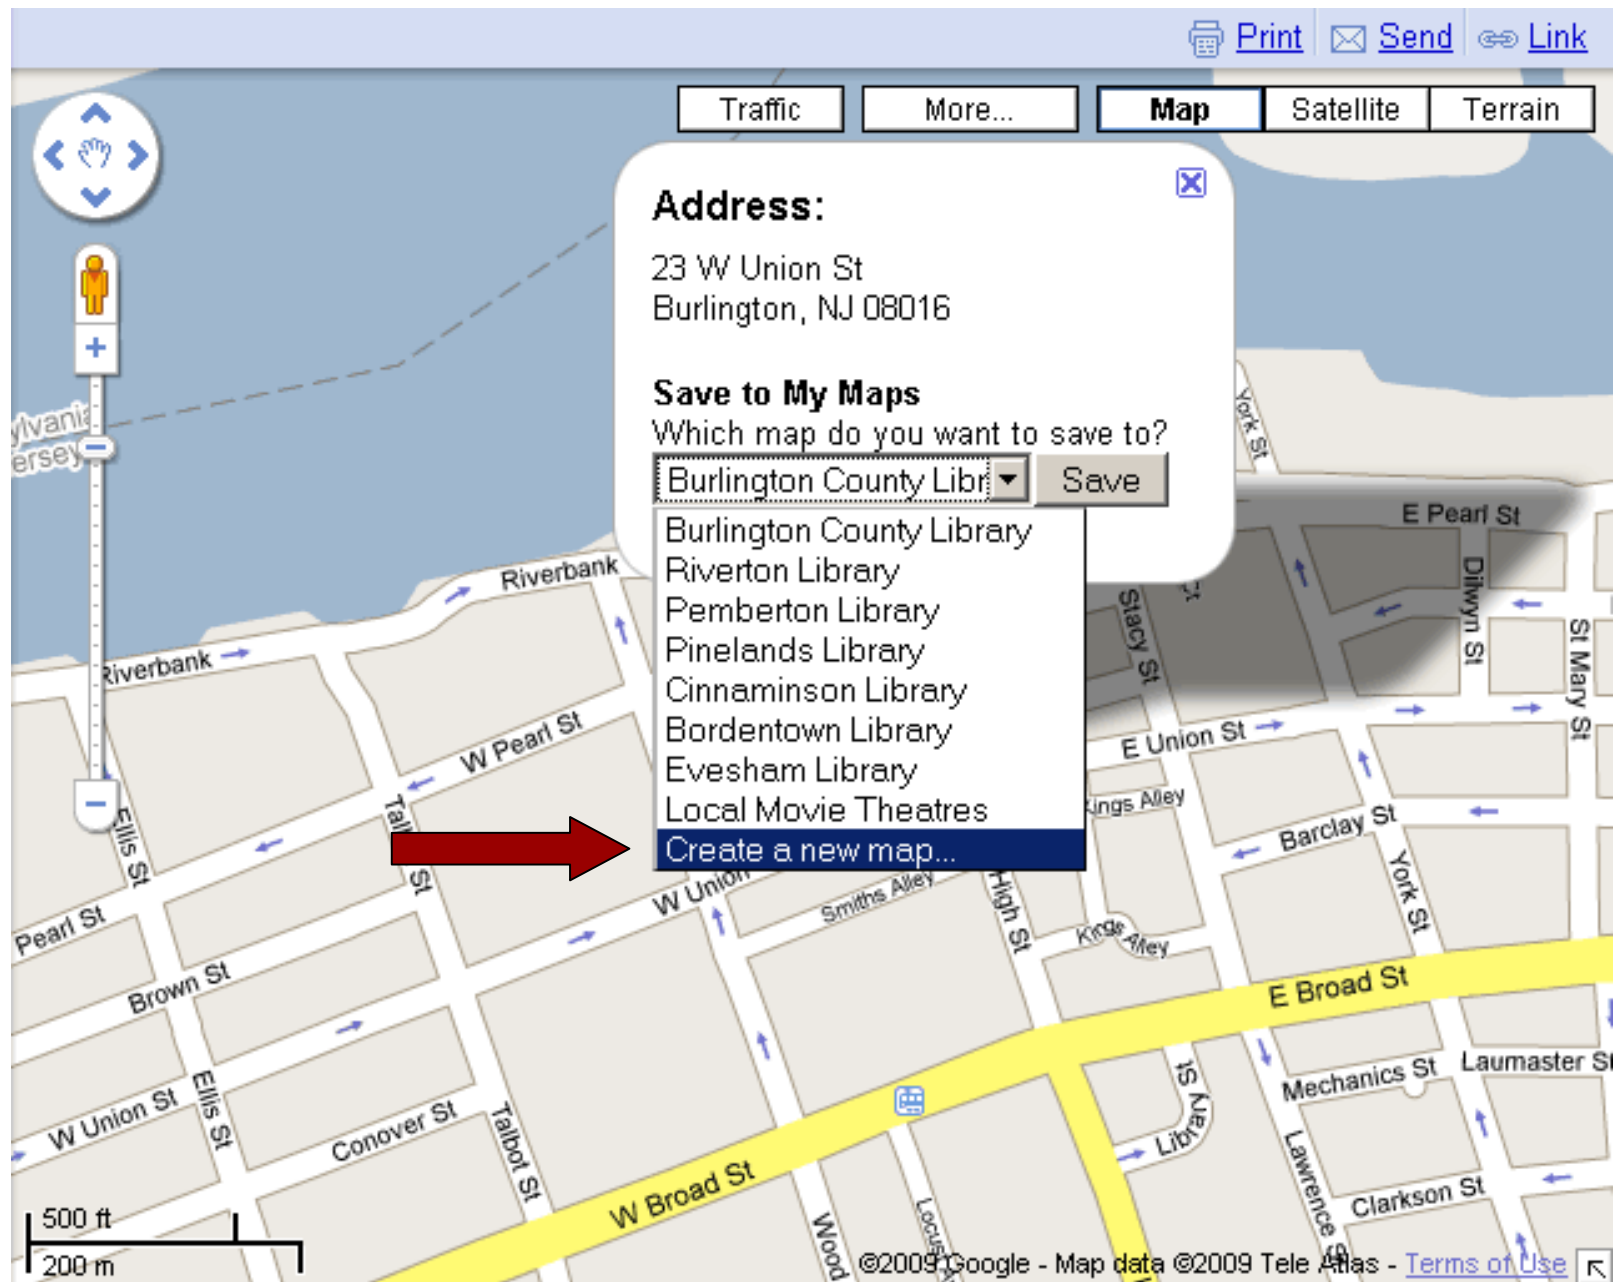 Print Send Link
Traffic More... Map Satellite Terrain
Address:
23 W Union St
Burlington, NJ 08016
Save to My Maps
Which map do you want to save to?
Burlington County Libr Save
Burlington County Library
Riverton Library
Pemberton Library
Pinelands Library
Cinnaminson Library
Bordentown Library
Evesham Library
Local Movie Theatres
Create a new map...
ylvania
ersey
York St
E Pearl St
Riverbank
Dilwyn St
Stacy St
St Mary St
Riverbank
W Pearl St
E Union St
Kings Alley
Ellis St
St
Barclay St
W Union
Smiths Alley
High St
Kings Alley
York St
Pearl St
Brown St
E Broad St
Mechanics St
Laumaster St
Ellis St
W Union St
Conover St
Talbot St
Library St
Lawrence St
Clarkson St
W Broad St
Wood
Locust
500 ft
200 m
©2009 Google - Map data ©2009 Tele Atlas - Terms of Use